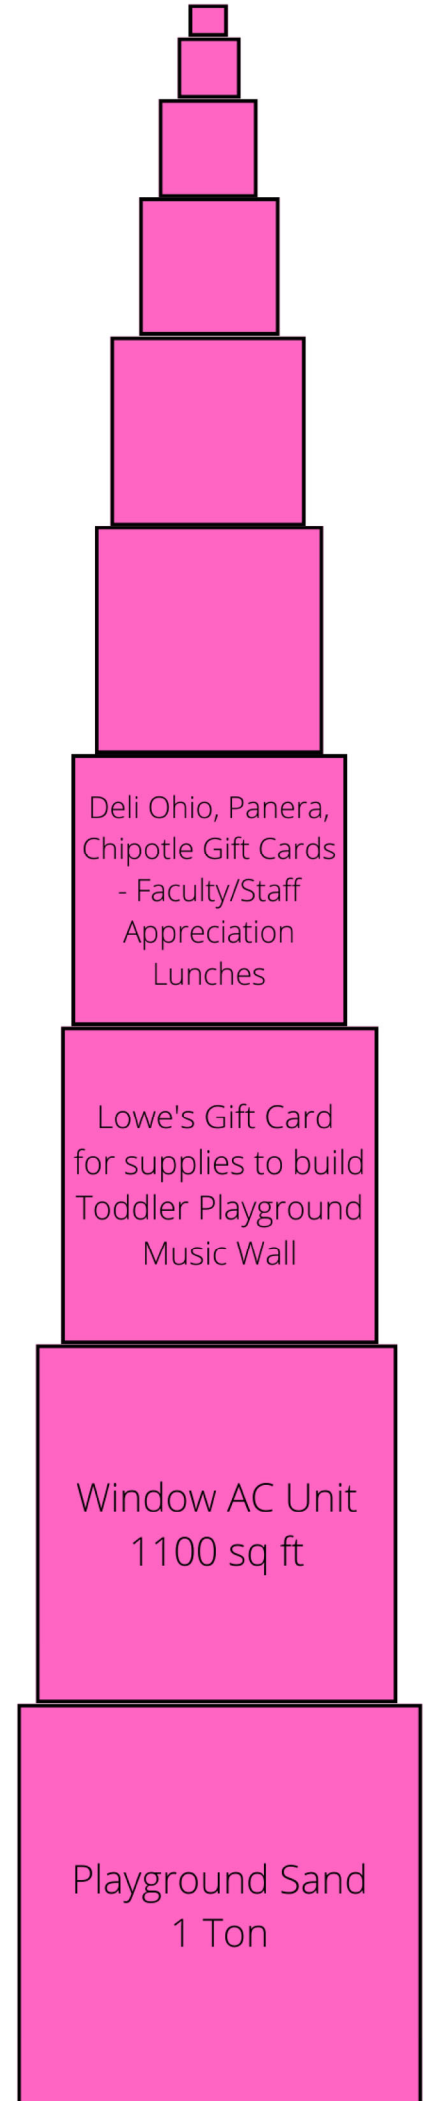 Deli Ohio, Panera,
Chipotle Gift Cards
- Faculty/Staff
Appreciation
Lunches
Lowe's Gift Card
for supplies to build
Toddler Playground
Music Wall
Window AC Unit
1100 sq ft
Playground Sand
1 Ton